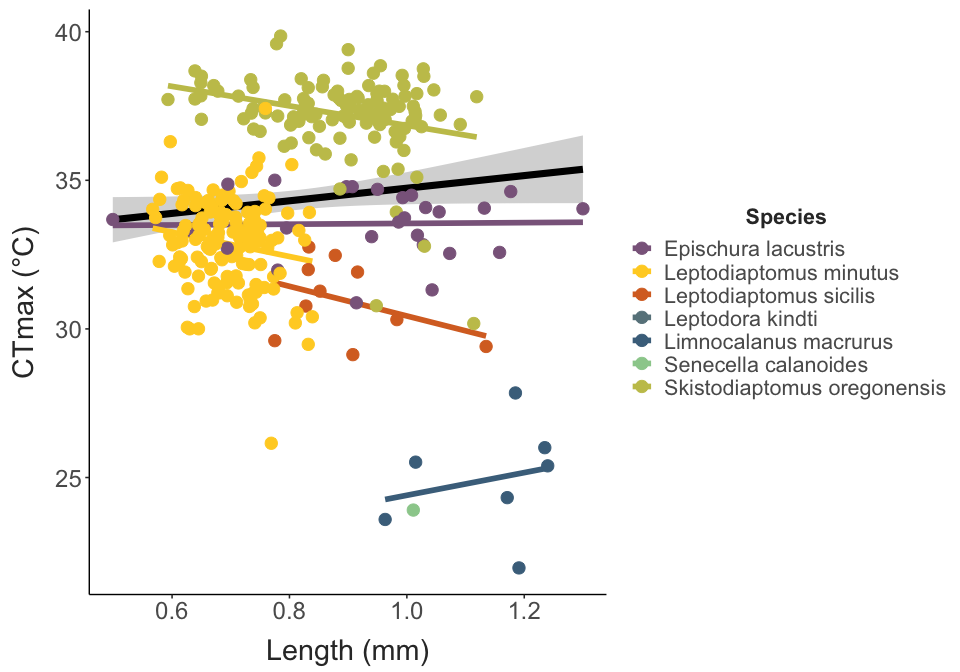 40
35
30
25
CTmax (°C)
0.6
0.8
1.0
1.2
Length (mm)
Species
Epischura lacustris
Leptodiaptomus minutus
Leptodiaptomus sicilis
Leptodora kindti
Limnocalanus macrurus
Senecella calanoides
Skistodiaptomus oregonensis